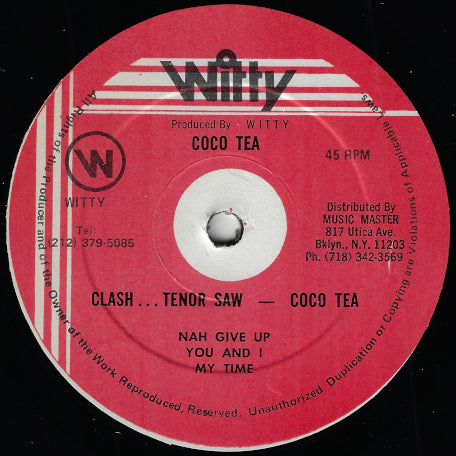 Witty
Produced By - WITTY
COCO TEA
45 RPM
W
WITTY
Tel:
(212) 379-5085
Distributed By
MUSIC MASTER
817 Utica Ave.
Bklyn., N.Y. 11203
Ph. (718) 342-3569
CLASH... TENOR SAW — COCO TEA
NAH GIVE UP
YOU AND I
MY TIME
All Rights of the Producer and of the Owner of the Work Reproduced, Reserved. Unauthorized Duplication or Copying are Violations of Applicable Laws